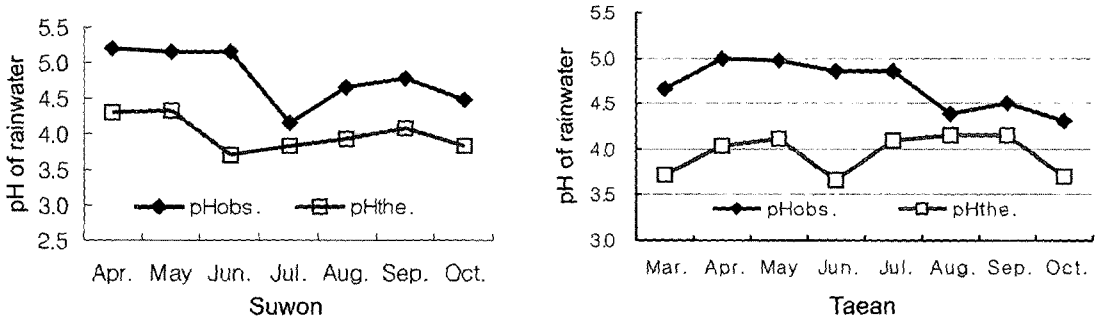 pH of rainwater
5.5
5.0
4.5
4.0
3.5
3.0
2.5
pHobs. pHthe.
Apr. May Jun. Jul. Aug. Sep. Oct.
Suwon
pH of rainwater
5.5
5.0
4.5
4.0
3.5
3.0
pHobs. pHthe.
Mar. Apr. May Jun. Jul. Aug. Sep. Oct.
Taean